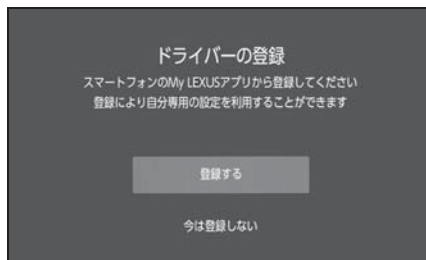 ドライバーの登録
スマートフォンのMy LEXUSアプリから登録してください
登録により自分専用の設定を利用することができます
登録する
今は登録しない